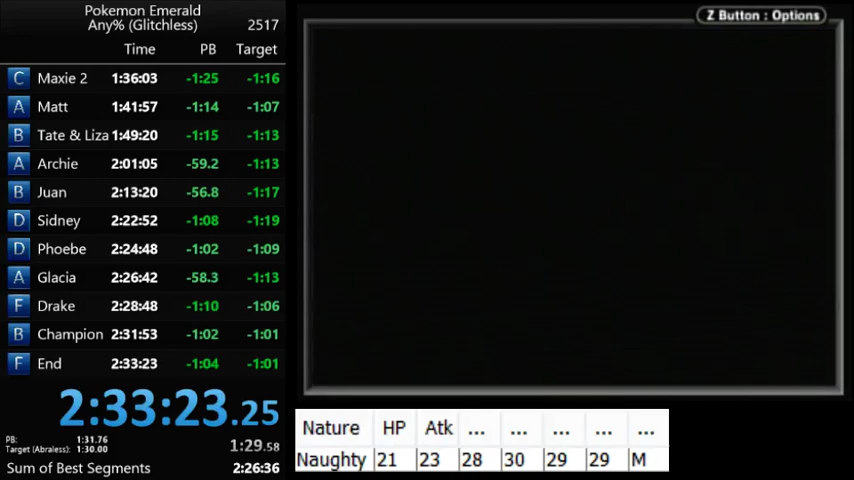 Pokemon Emerald
Any% (Glitchless) 2517
Time PB Target
C Maxie 2 1:36:03 -1:25 -1:16
A Matt 1:41:57 -1:14 -1:07
B Tate & Liza 1:49:20 -1:15 -1:13
A Archie 2:01:05 -59.2 -1:13
B Juan 2:13:20 -56.8 -1:17
D Sidney 2:22:52 -1:08 -1:19
D Phoebe 2:24:48 -1:02 -1:09
A Glacia 2:26:42 -58.3 -1:13
F Drake 2:28:48 -1:10 -1:06
B Champion 2:31:53 -1:02 -1:01
F End 2:33:23 -1:04 -1:01
2:33:23.25
PB: 1:31.76
Target (Abraless): 1:30.00
1:29.58
Sum of Best Segments 2:26:36
Z Button : Options
Nature HP Atk ... ... ... ... ...
Naughty 21 23 28 30 29 29 M